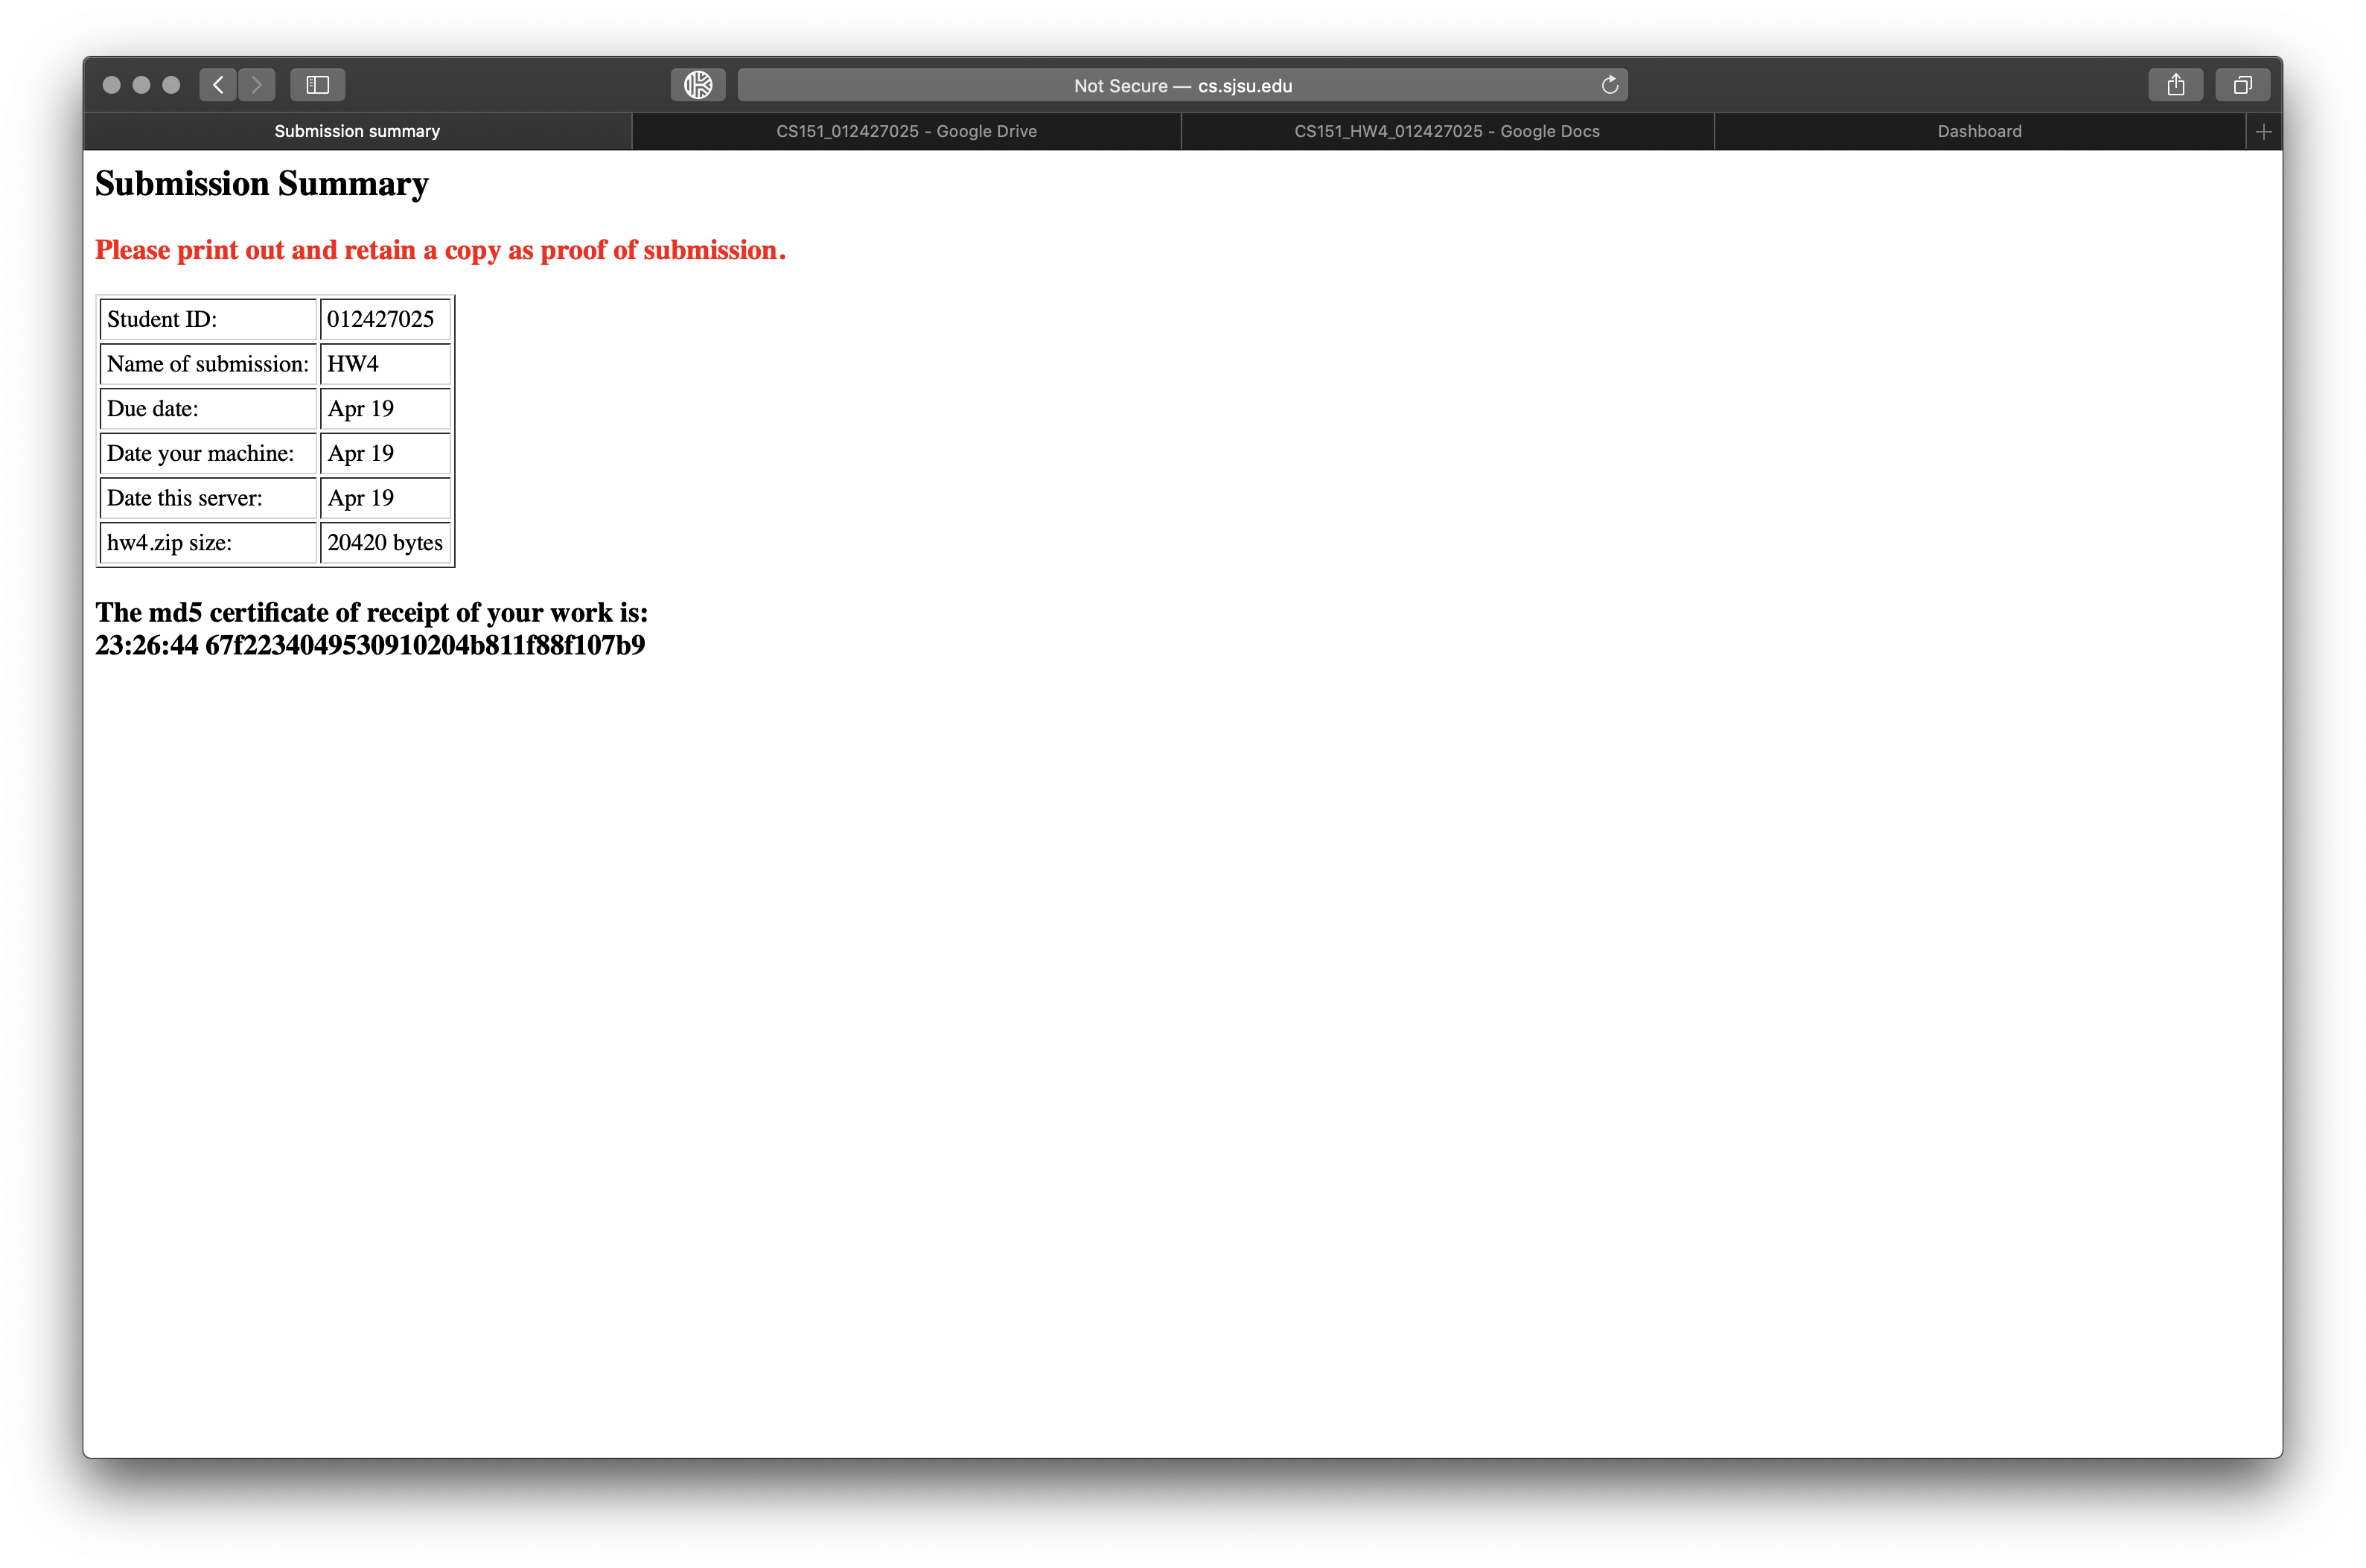 Not Secure — cs.sjsu.edu
Submission summary
CS151_012427025 - Google Drive
CS151_HW4_012427025 - Google Docs
Dashboard
Submission Summary
Please print out and retain a copy as proof of submission.
Student ID: 012427025
Name of submission: HW4
Due date: Apr 19
Date your machine: Apr 19
Date this server: Apr 19
hw4.zip size: 20420 bytes
The md5 certificate of receipt of your work is:
23:26:44 67f2234049530910204b811f88f107b9